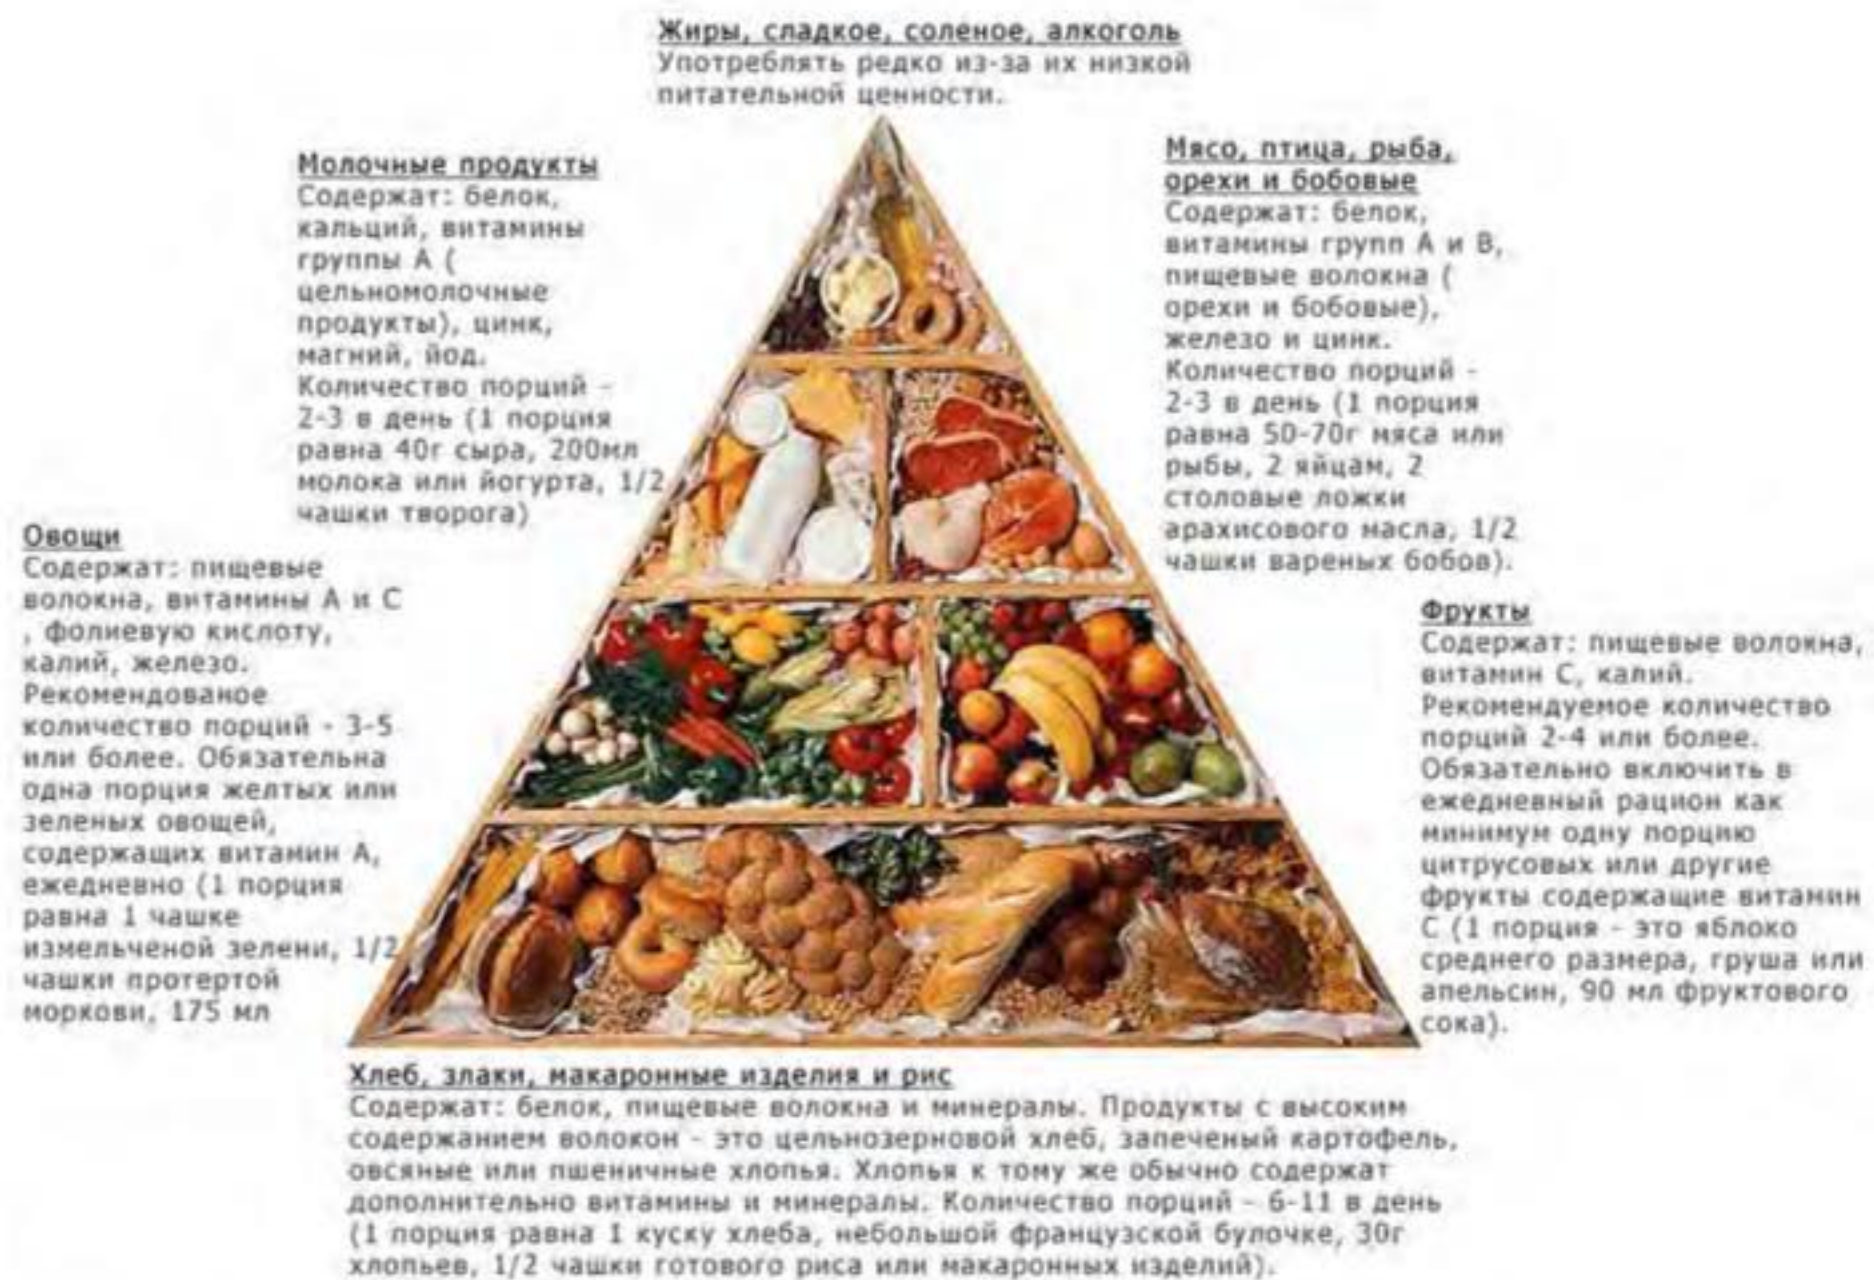 Жиры, сладкое, соленое, алкоголь
Употреблять редко из-за их низкой
питательной ценности.
Молочные продукты
Содержат: белок,
кальций, витамины
группы А (
цельномолочные
продукты), цинк,
магний, йод.
Количество порций -
2-3 в день (1 порция
равна 40г сыра, 200мл
молока или йогурта, 1/2
чашки творога)
Мясо, птица, рыба,
орехи и бобовые
Содержат: белок,
витамины групп А и В,
пищевые волокна (
орехи и бобовые),
железо и цинк.
Количество порций -
2-3 в день (1 порция
равна 50-70г мяса или
рыбы, 2 яйцам, 2
столовые ложки
арахисового масла, 1/2
чашки вареных бобов).
Овощи
Содержат: пищевые
волокна, витамины А и С
, фолиевую кислоту,
калий, железо.
Рекомендованое
количество порций - 3-5
или более. Обязательна
одна порция желтых или
зеленых овощей,
содержащих витамин А,
ежедневно (1 порция
равна 1 чашке
измельченой зелени, 1/2
чашки протертой
моркови, 175 мл
Фрукты
Содержат: пищевые волокна,
витамин С, калий.
Рекомендуемое количество
порций 2-4 или более.
Обязательно включить в
ежедневный рацион как
минимум одну порцию
цитрусовых или другие
фрукты содержащие витамин
С (1 порция - это яблоко
среднего размера, груша или
апельсин, 90 мл фруктового
сока).
Хлеб, злаки, макаронные изделия и рис
Содержат: белок, пищевые волокна и минералы. Продукты с высоким
содержанием волокон - это цельнозерновой хлеб, запеченый картофель,
овсяные или пшеничные хлопья. Хлопья к тому же обычно содержат
дополнительно витамины и минералы. Количество порций - 6-11 в день
(1 порция равна 1 куску хлеба, небольшой французской булочке, 30г
хлопьев, 1/2 чашки готового риса или макаронных изделий).